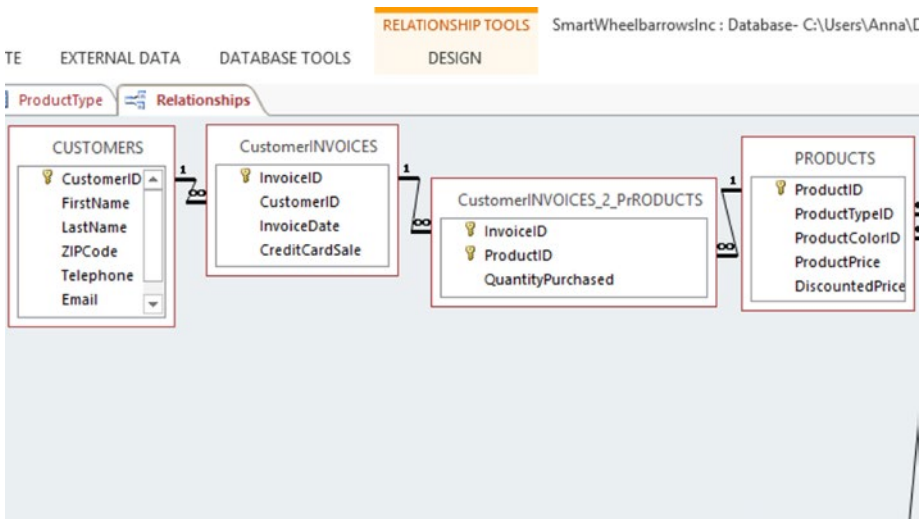 RELATIONSHIP TOOLS SmartWheelbarrowsInc : Database- C:\Users\Anna\D
TE EXTERNAL DATA DATABASE TOOLS DESIGN
ProductType Relationships
CUSTOMERS
CustomerID
FirstName
LastName
ZIPCode
Telephone
Email
1
∞
CustomerINVOICES
InvoiceID
CustomerID
InvoiceDate
CreditCardSale
1
∞
CustomerINVOICES_2_PrRODUCTS
InvoiceID
ProductID
QuantityPurchased
1
∞
PRODUCTS
ProductID
ProductTypeID
ProductColorID
ProductPrice
DiscountedPrice